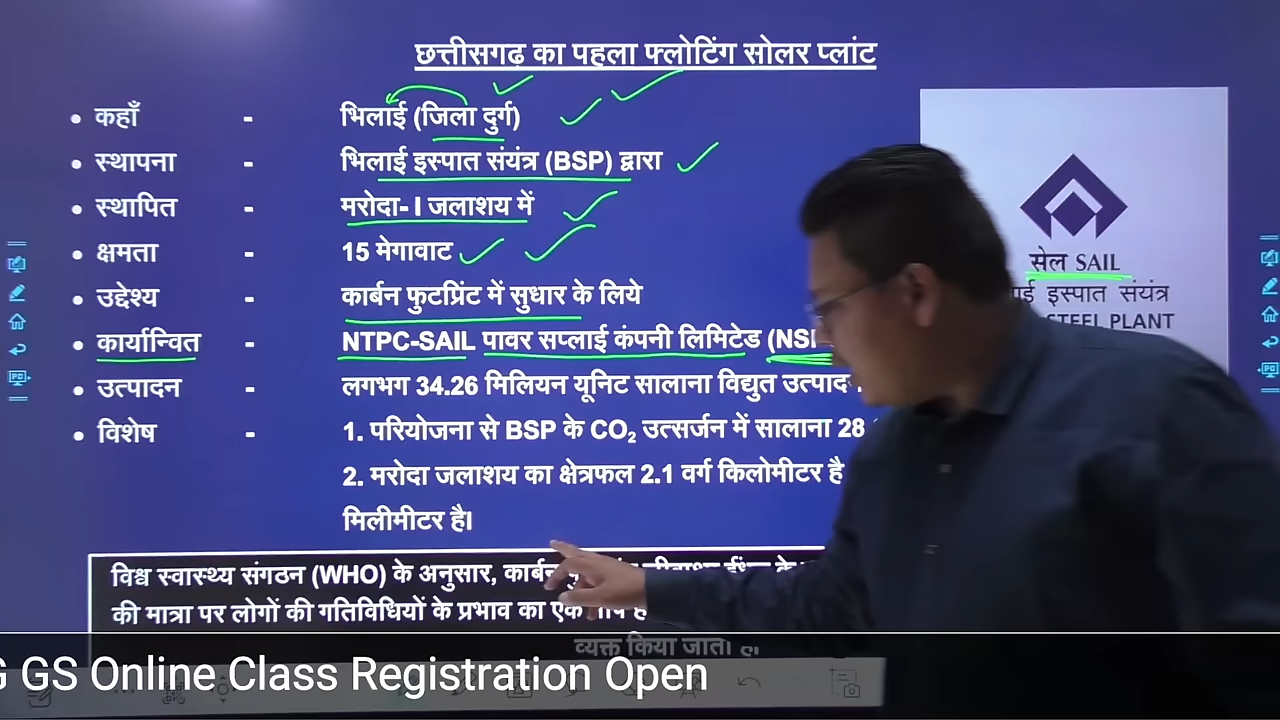 छत्तीसगढ़ का पहला फ्लोटिंग सोलर प्लांट
• कहाँ - भिलाई (जिला दुर्ग)
• स्थापना - भिलाई इस्पात संयंत्र (BSP) द्वारा
• स्थापित - मरोदा- I जलाशय में
• क्षमता - 15 मेगावाट
• उद्देश्य - कार्बन फुटप्रिंट में सुधार के लिये
• कार्यान्वित - NTPC-SAIL पावर सप्लाई कंपनी लिमिटेड
• उत्पादन - लगभग 34.26 मिलियन यूनिट सालाना विद्युत
• विशेष - 1. परियोजना से BSP के CO₂ उत्सर्जन में सालाना 28
2. मरोदा जलाशय का क्षेत्रफल 2.1 वर्ग किलोमीटर है
मिलीमीटर है।
सेल SAIL
इस्पात संयंत्र
STEEL PLANT
विश्व स्वास्थ्य संगठन (WHO) के अनुसार,
की मात्रा पर लोगों की गतिविधियों के प्रभाव का एक
व्यक्त किया जाता
GS Online Class Registration Open